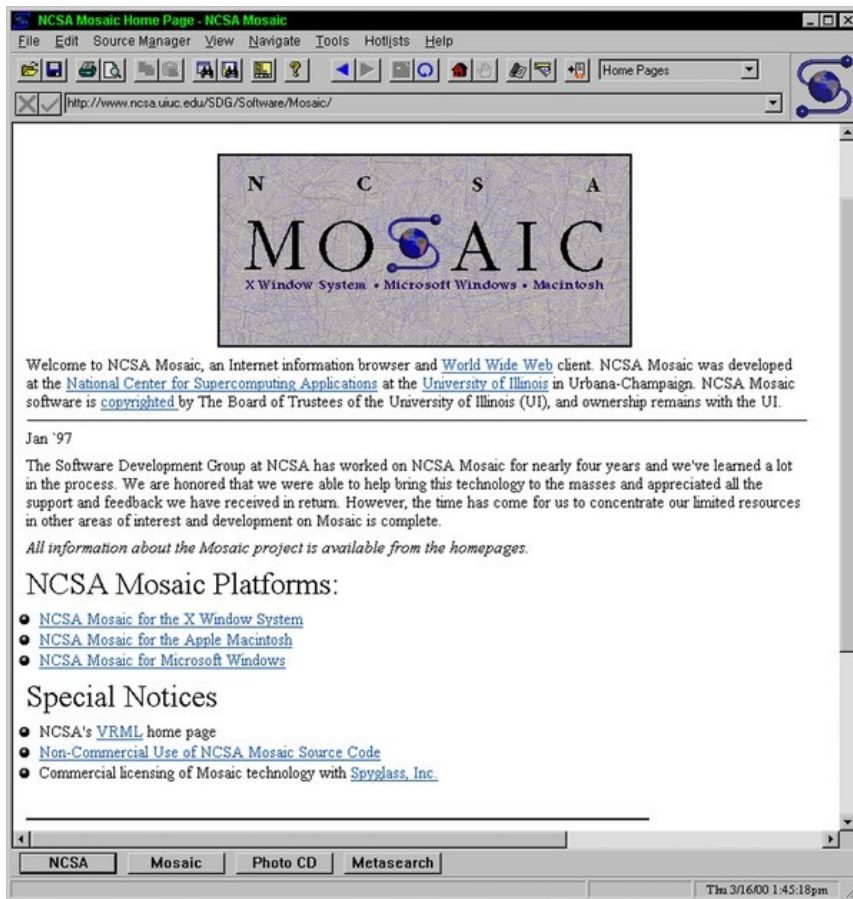 NCSA Mosaic Home Page - NCSA Mosaic
File Edit Source Manager View Navigate Tools Hotlists Help
Home Pages
http://www.ncsa.uiuc.edu/SDG/Software/Mosaic/
N C S A
MOSAIC
X Window System • Microsoft Windows • Macintosh
Welcome to NCSA Mosaic, an Internet information browser and World Wide Web client. NCSA Mosaic was developed
at the National Center for Supercomputing Applications at the University of Illinois in Urbana-Champaign. NCSA Mosaic
software is copyrighted by The Board of Trustees of the University of Illinois (UI), and ownership remains with the UI.
Jan `97
The Software Development Group at NCSA has worked on NCSA Mosaic for nearly four years and we've learned a lot
in the process. We are honored that we were able to help bring this technology to the masses and appreciated all the
support and feedback we have received in return. However, the time has come for us to concentrate our limited resources
in other areas of interest and development on Mosaic is complete.
All information about the Mosaic project is available from the homepages.
NCSA Mosaic Platforms:
NCSA Mosaic for the X Window System
NCSA Mosaic for the Apple Macintosh
NCSA Mosaic for Microsoft Windows
Special Notices
NCSA's VRML home page
Non-Commercial Use of NCSA Mosaic Source Code
Commercial licensing of Mosaic technology with Spyglass, Inc.
NCSA Mosaic Photo CD Metasearch
Thu 3/16/00 1:45:18pm